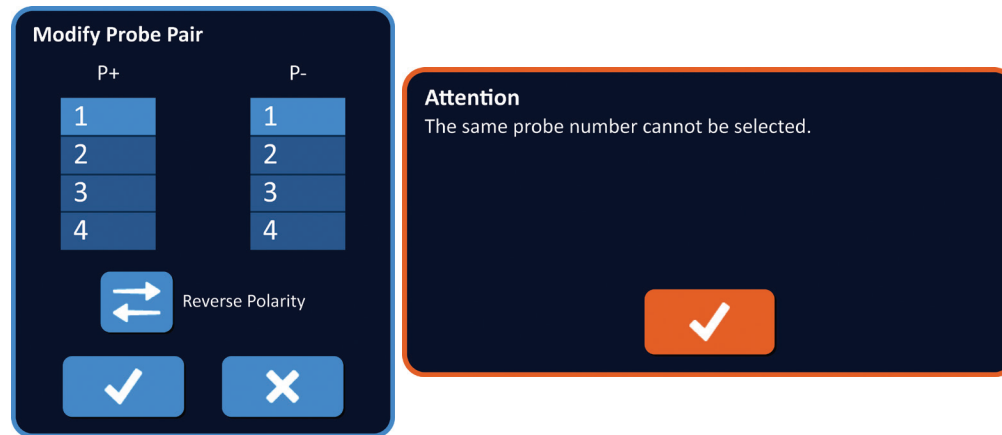 Modify Probe Pair
P+ P-
1 1
2 2
3 3
4 4
Reverse Polarity
Attention
The same probe number cannot be selected.